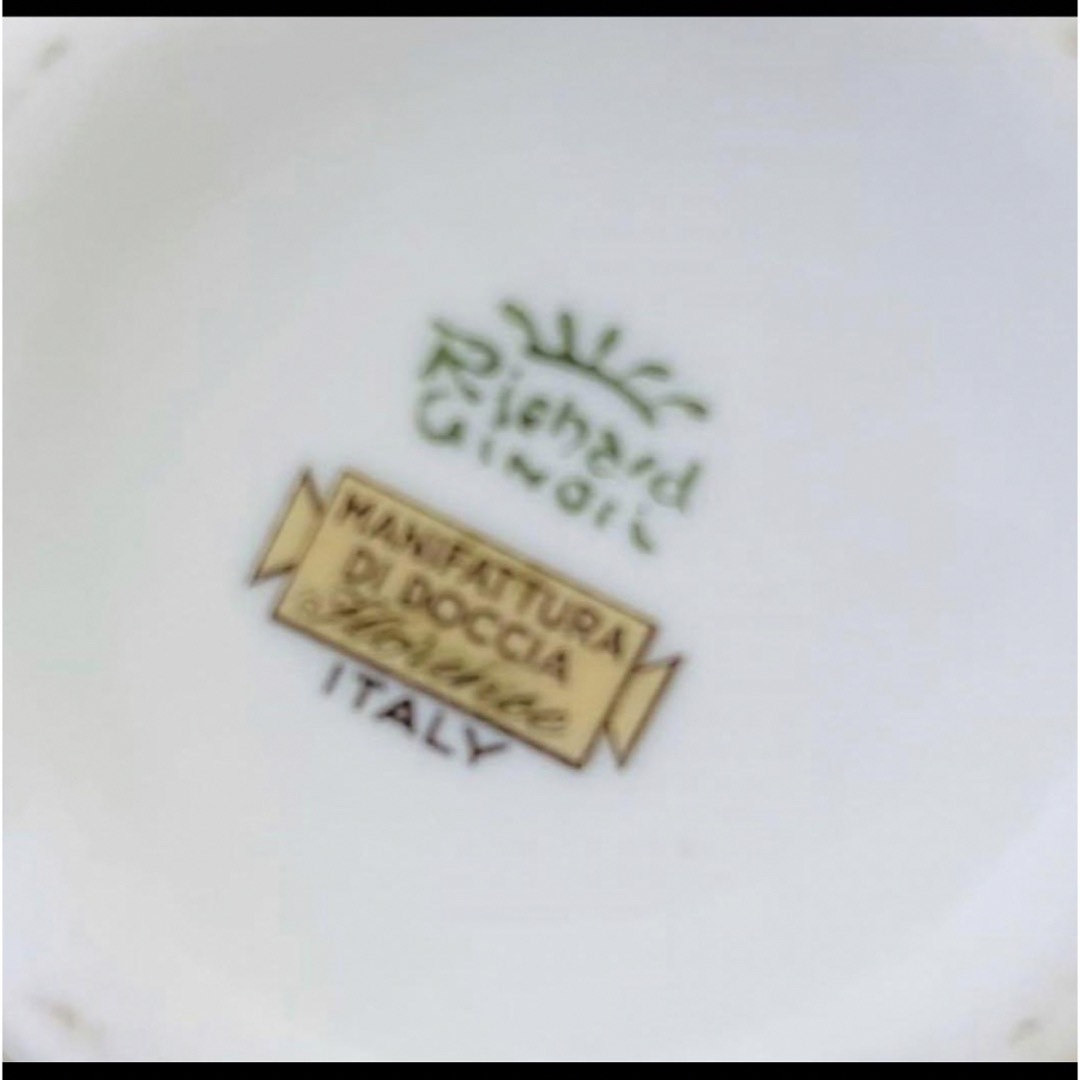 Richard
Ginori
MANIFATTURA
DI DOCCIA
Florence
ITALY